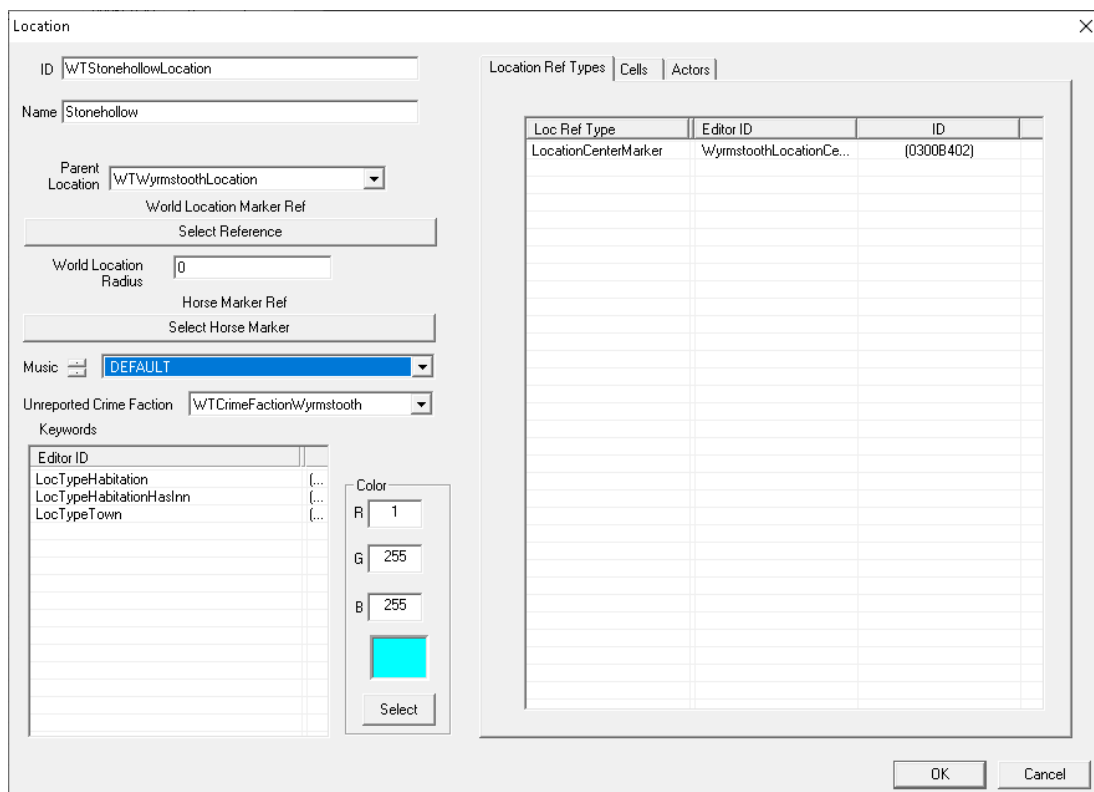 Location
ID WTStonehollowLocation
Name Stonehollow
Parent Location WTWyrmstoothLocation
World Location Marker Ref
Select Reference
World Location Radius 0
Horse Marker Ref
Select Horse Marker
Music DEFAULT
Unreported Crime Faction WTCrimeFactionWyrmstooth
Keywords
Editor ID
LocTypeHabitation (...
LocTypeHabitationHasInn (...
LocTypeTown (...
Color
R 1
G 255
B 255
Select
Location Ref Types Cells Actors
Loc Ref Type Editor ID ID
LocationCenterMarker WyrmstoothLocationCe... (0300B402)
OK Cancel